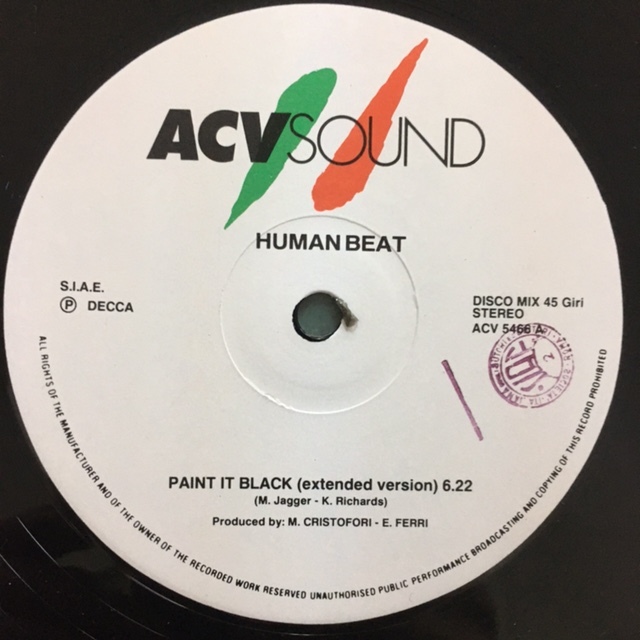 ACVSOUND
HUMAN BEAT
S.I.A.E.
Ⓟ DECCA
DISCO MIX 45 Giri
STEREO
ACV 5466 A
PAINT IT BLACK (extended version) 6.22
(M. Jagger - K. Richards)
Produced by: M. CRISTOFORI - E. FERRI
ALL RIGHTS OF THE MANUFACTURER AND OF THE OWNER OF THE RECORDED WORK RESERVED UNAUTHORISED PUBLIC PERFORMANCE BROADCASTING AND COPYING OF THIS RECORD PROHIBITED